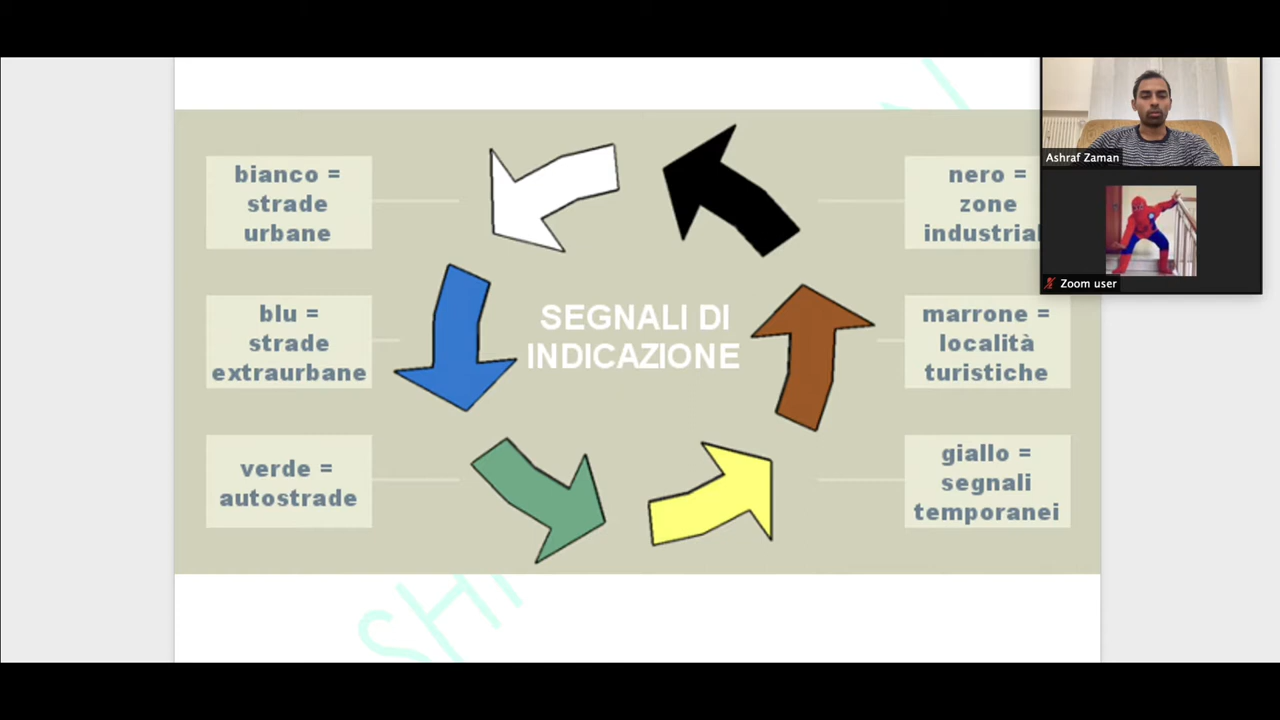 bianco =
strade
urbane
blu =
strade
extraurbane
verde =
autostrade
SEGNALI DI
INDICAZIONE
nero =
zone
industrial
marrone =
località
turistiche
giallo =
segnali
temporanei
Ashraf Zaman
Zoom user